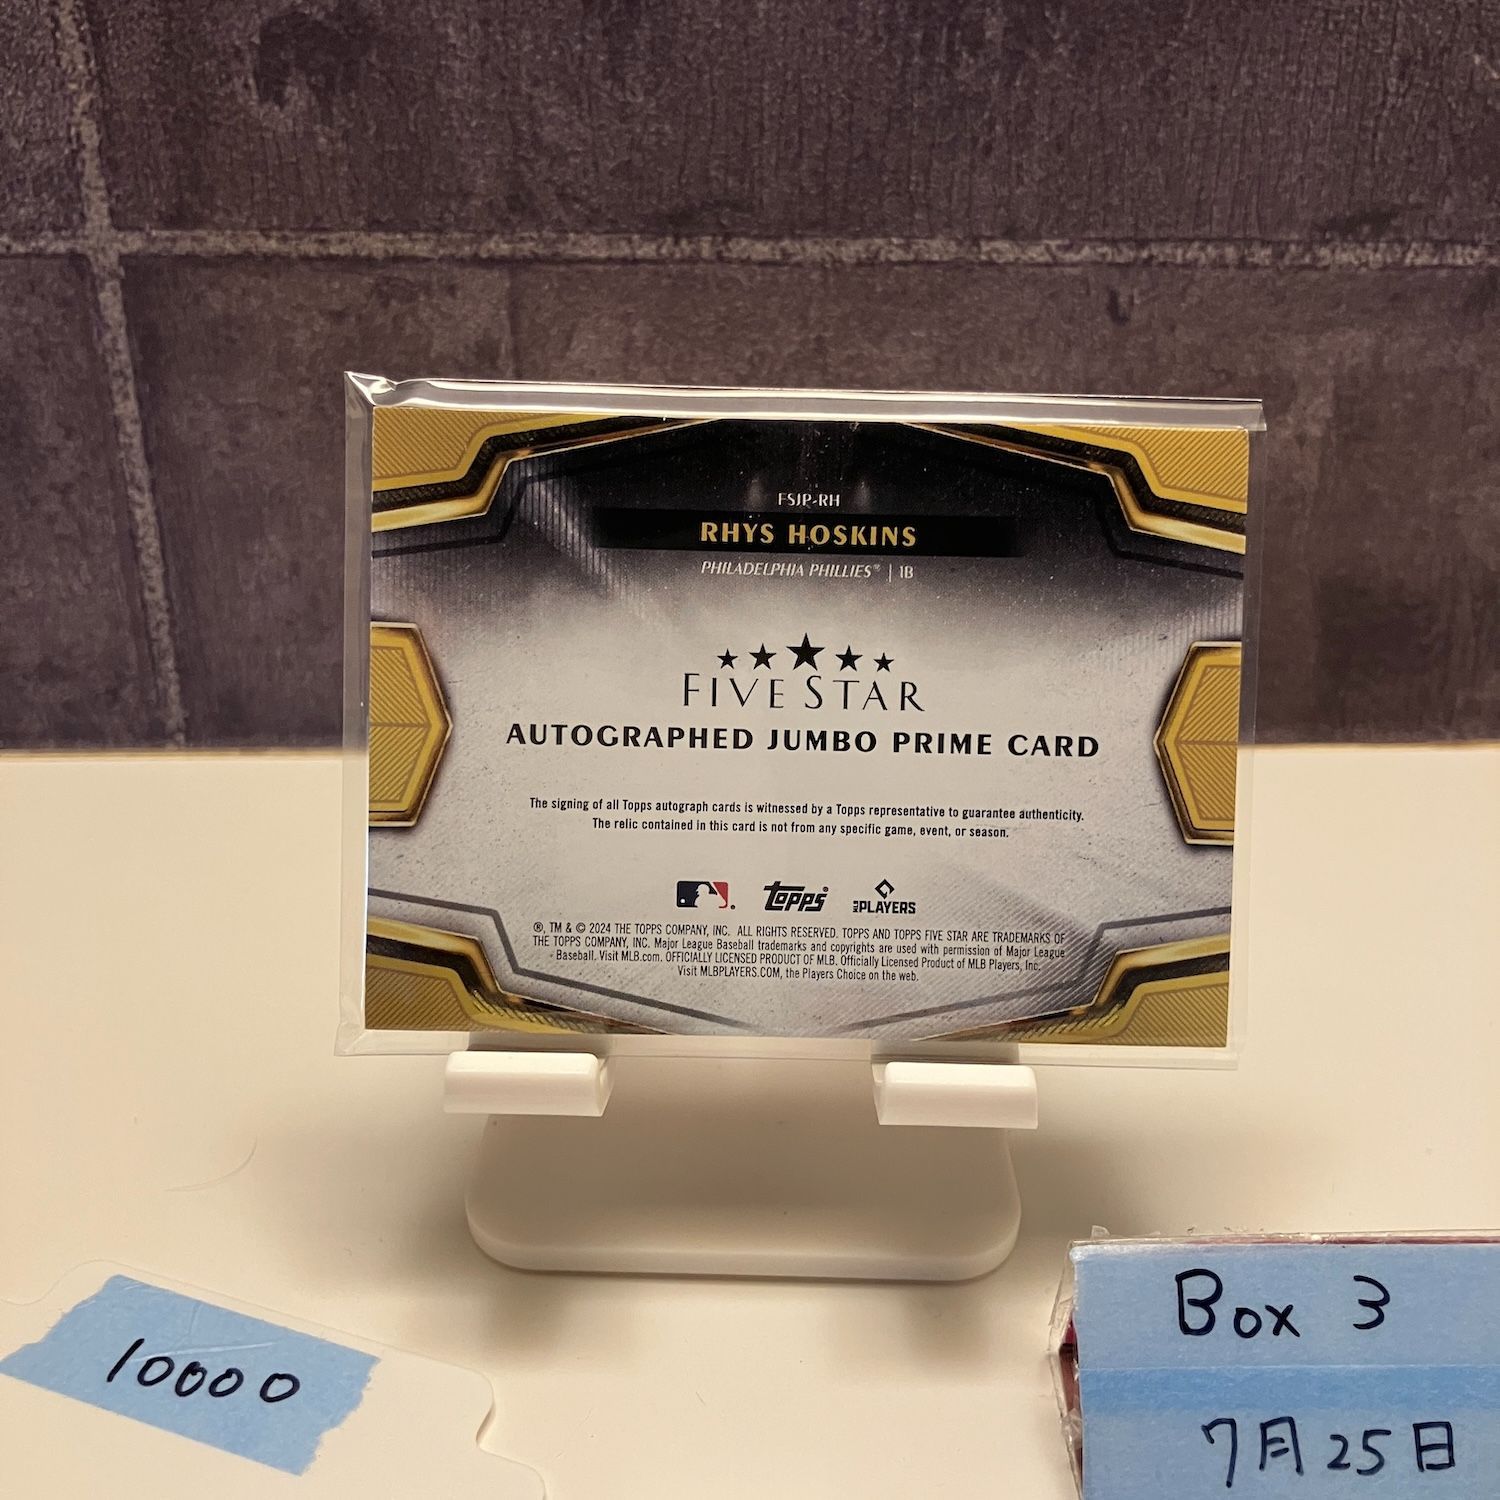 FSJP-RH
RHYS HOSKINS
PHILADELPHIA PHILLIES® | 1B
FIVE STAR
AUTOGRAPHED JUMBO PRIME CARD
The signing of all Topps autograph cards is witnessed by a Topps representative to guarantee authenticity.
The relic contained in this card is not from any specific game, event, or season.
topps
MLB PLAYERS
®, TM & © 2024 THE TOPPS COMPANY, INC. ALL RIGHTS RESERVED. TOPPS AND TOPPS FIVE STAR ARE TRADEMARKS OF
THE TOPPS COMPANY, INC. Major League Baseball trademarks and copyrights are used with permission of Major League
Baseball. Visit MLB.com. OFFICIALLY LICENSED PRODUCT OF MLB. Officially Licensed Product of MLB Players, Inc.
Visit MLBPLAYERS.COM, the Players Choice on the web.
10000
Box 3
7月25日